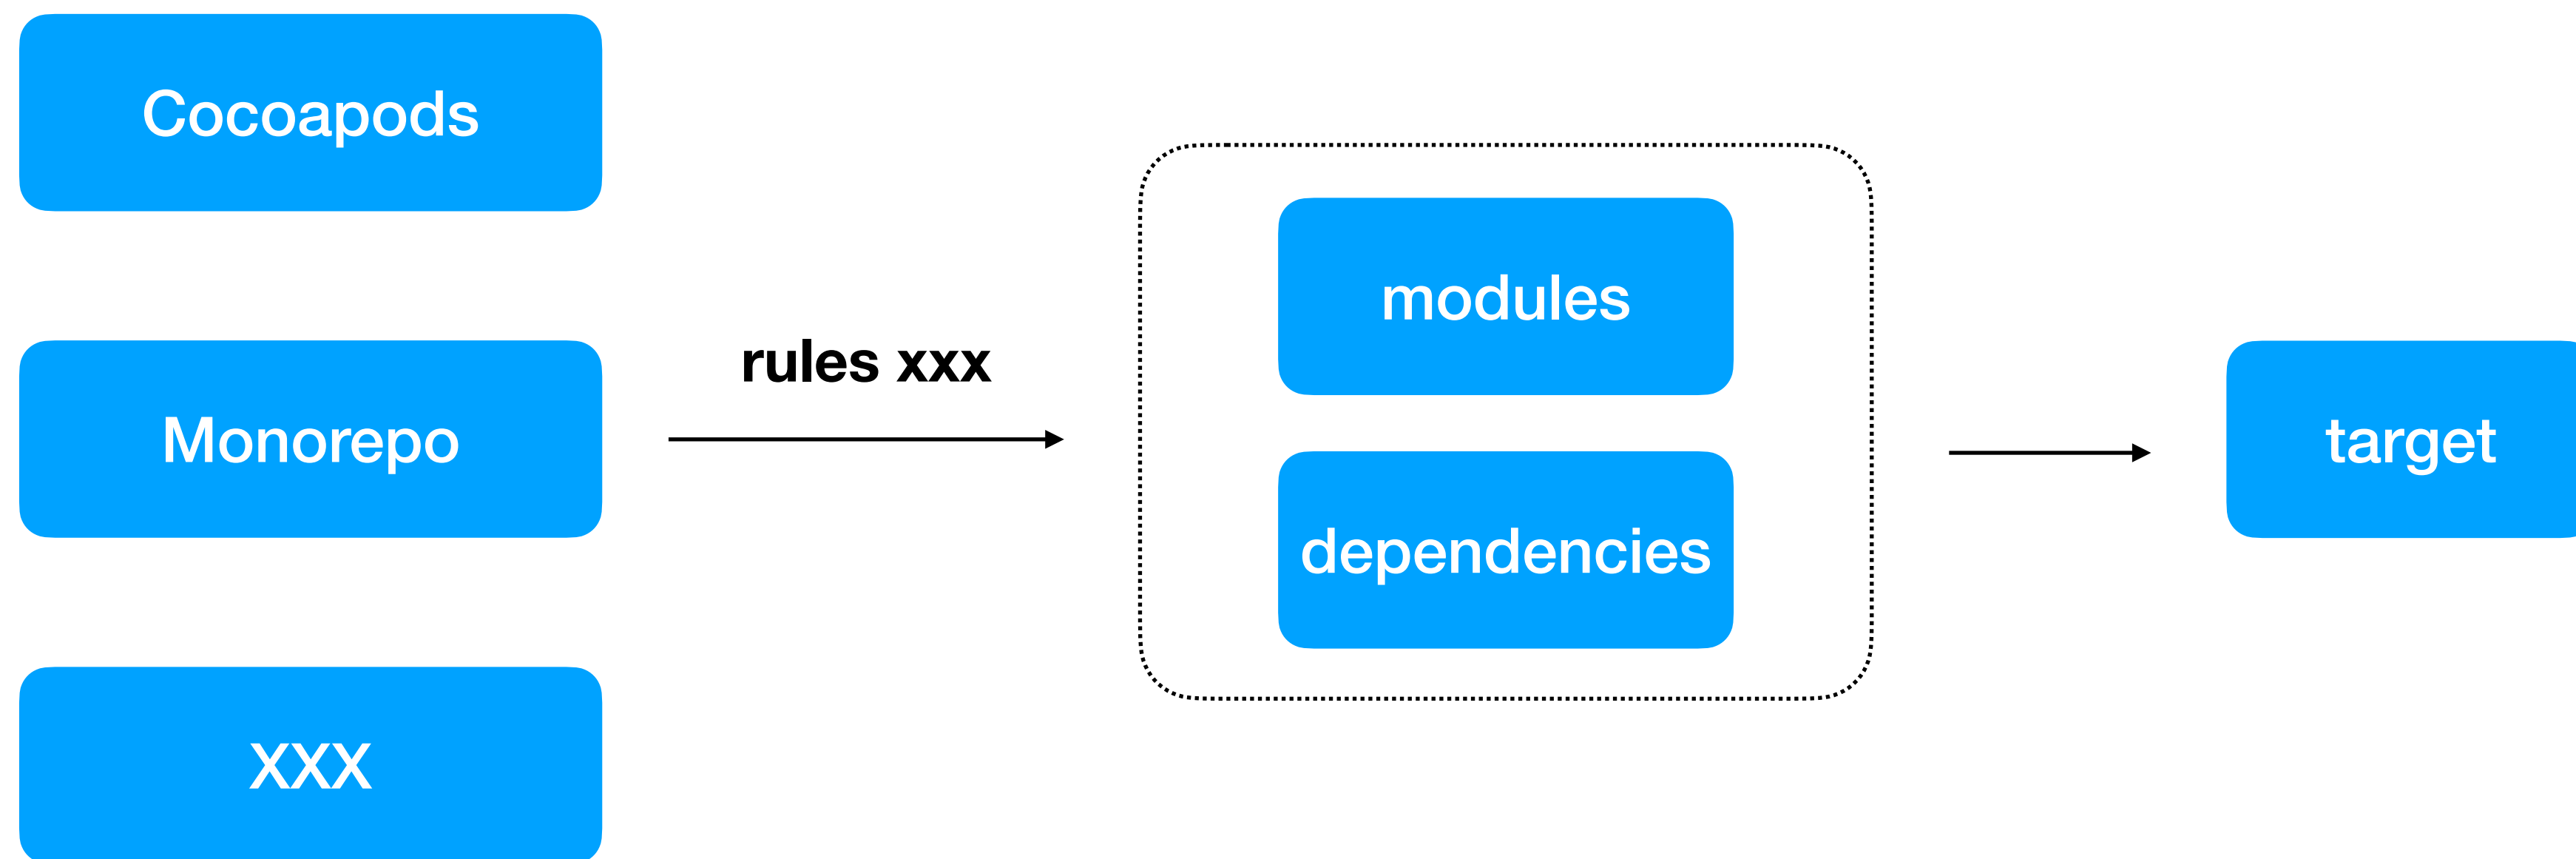 Cocoapods
Monorepo
XXX
rules xxx
modules
dependencies
target